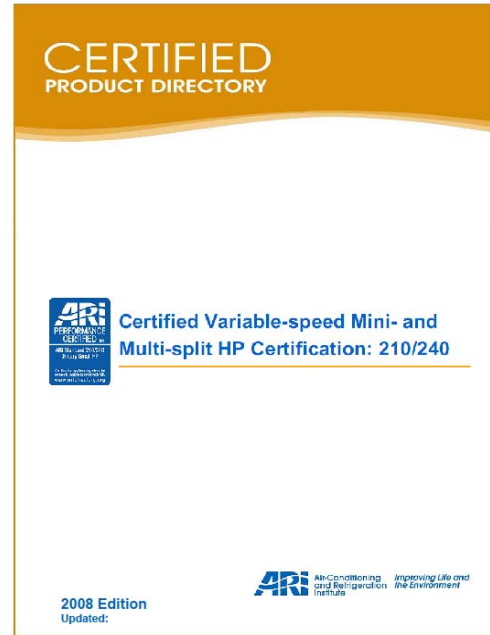 CERTIFIED
PRODUCT DIRECTORY
ARi
PERFORMANCE
CERTIFIED
Certified Variable-speed Mini- and
Multi-split HP Certification: 210/240
ARi
Air-Conditioning
and Refrigeration
Institute
Improving Life and
the Environment
2008 Edition
Updated: